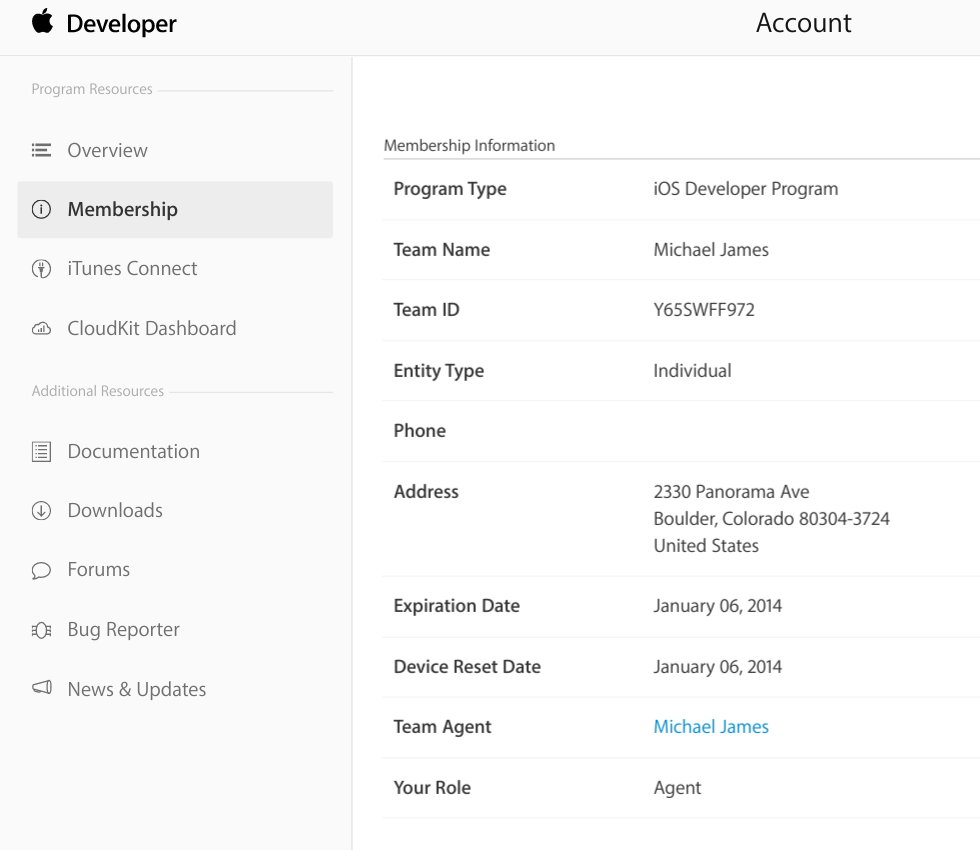 Developer
Account
Program Resources
Overview
Membership
iTunes Connect
CloudKit Dashboard
Additional Resources
Documentation
Downloads
Forums
Bug Reporter
News & Updates
Membership Information
Program Type iOS Developer Program
Team Name Michael James
Team ID Y65SWFF972
Entity Type Individual
Phone
Address 2330 Panorama Ave
Boulder, Colorado 80304-3724
United States
Expiration Date January 06, 2014
Device Reset Date January 06, 2014
Team Agent Michael James
Your Role Agent